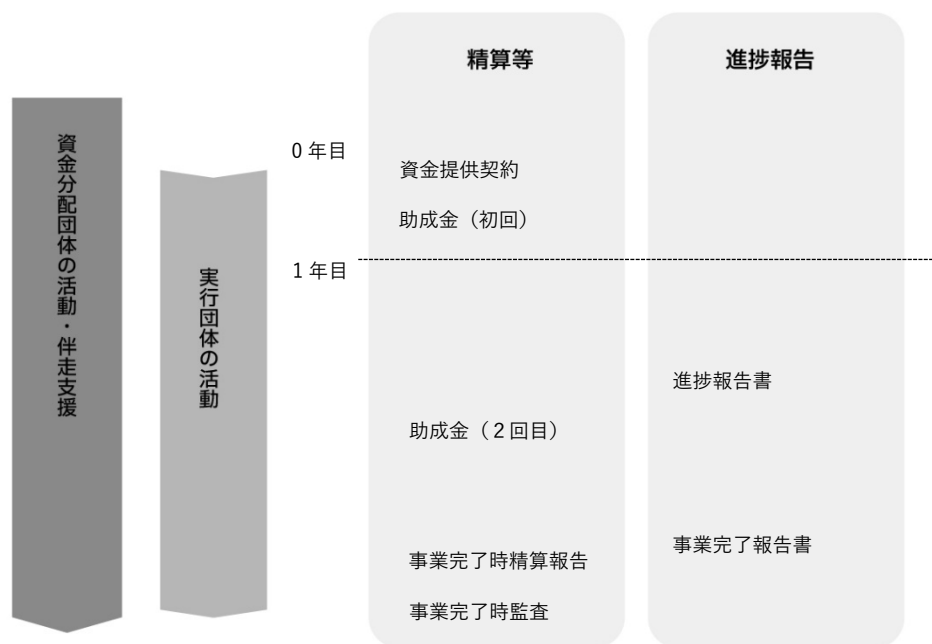 精算等
進捗報告
資金分配団体の活動・伴走支援
実行団体の活動
0 年目
資金提供契約
助成金（初回）
1 年目
進捗報告書
助成金（２回目）
事業完了報告書
事業完了時精算報告
事業完了時監査